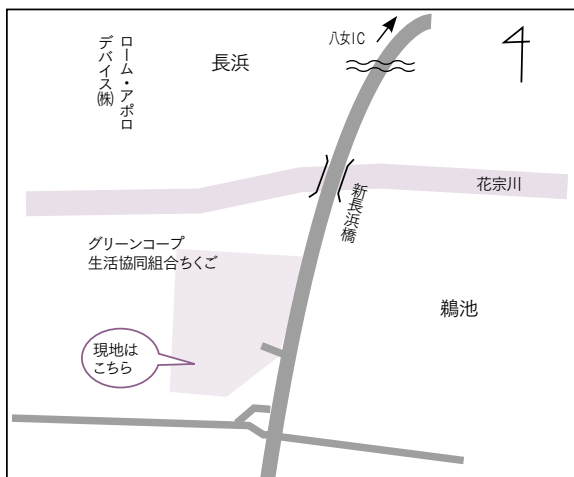 八女IC
長浜
ローム・アポロ
デバイス㈱
花宗川
新長浜橋
グリーンコープ
生活協同組合ちくご
鵜池
現地は
こちら